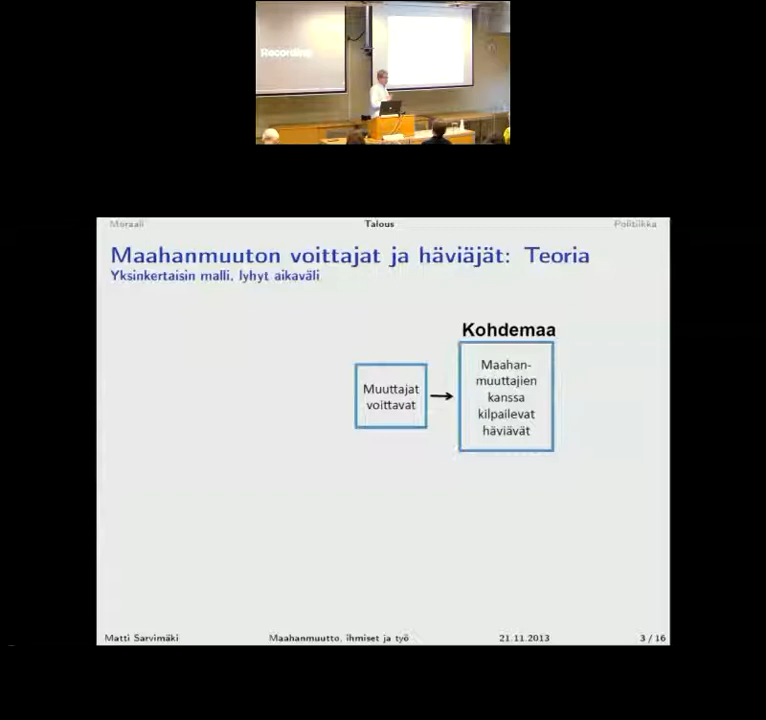 Recording
Moraali
Talous
Politiikka
Maahanmuuton voittajat ja häviäjät: Teoria
Yksinkertaisin malli, lyhyt aikaväli
Kohdemaa
Muuttajat
voittavat
Maahan-
muuttajien
kanssa
kilpailevat
häviävät
Matti Sarvimäki
Maahanmuutto, ihmiset ja työ
21.11.2013
3 / 16